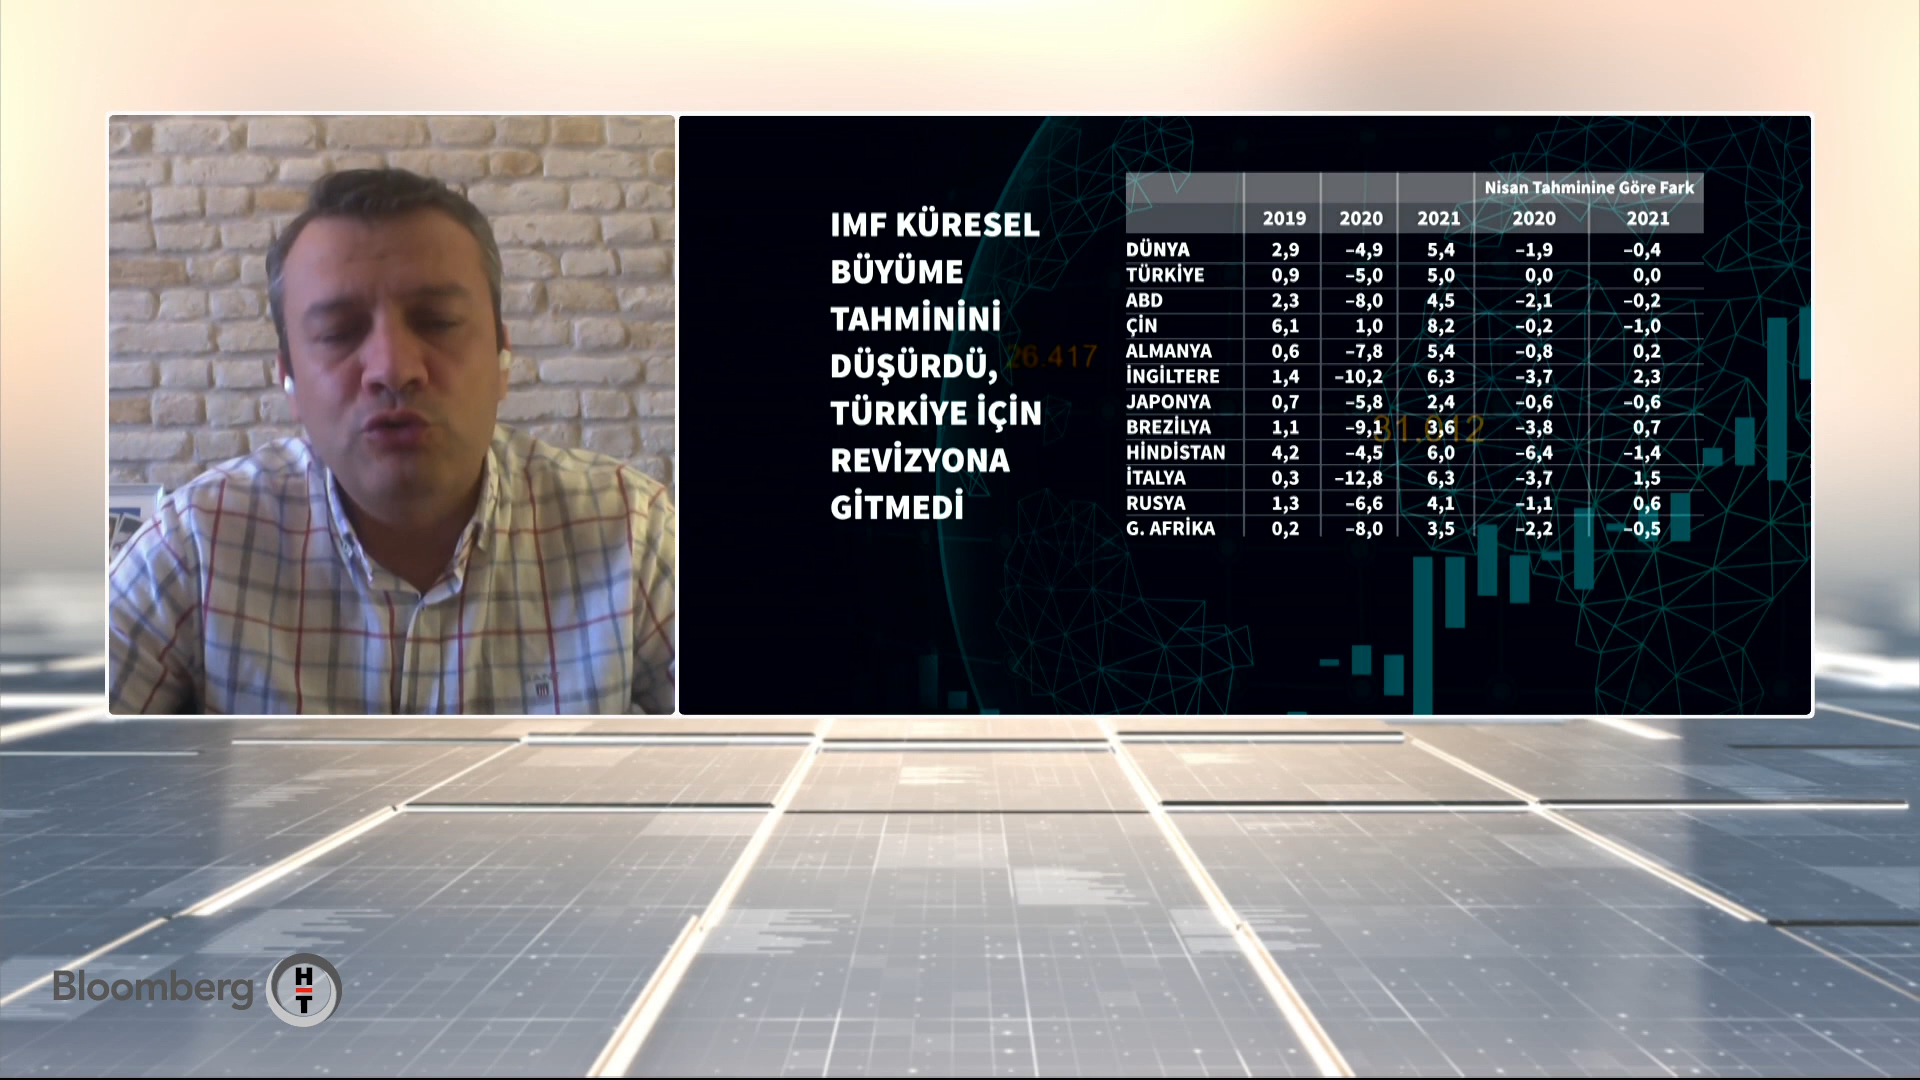 IMF KÜRESEL
BÜYÜME
TAHMİNİNİ
DÜŞÜRDÜ,
TÜRKİYE İÇİN
REVİZYONA
GİTMEDİ
26.417
31.012
Nisan Tahminine Göre Fark
2019 2020 2021 2020 2021
DÜNYA 2,9 –4,9 5,4 –1,9 –0,4
TÜRKİYE 0,9 –5,0 5,0 0,0 0,0
ABD 2,3 –8,0 4,5 –2,1 –0,2
ÇİN 6,1 1,0 8,2 –0,2 –1,0
ALMANYA 0,6 –7,8 5,4 –0,8 0,2
İNGİLTERE 1,4 –10,2 6,3 –3,7 2,3
JAPONYA 0,7 –5,8 2,4 –0,6 –0,6
BREZİLYA 1,1 –9,1 3,6 –3,8 0,7
HİNDİSTAN 4,2 –4,5 6,0 –6,4 –1,4
İTALYA 0,3 –12,8 6,3 –3,7 1,5
RUSYA 1,3 –6,6 4,1 –1,1 0,6
G. AFRİKA 0,2 –8,0 3,5 –2,2 –0,5
Bloomberg HT